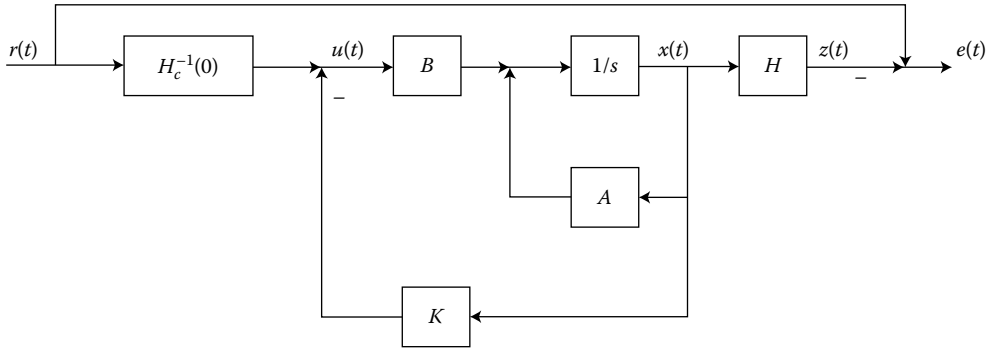 r(t)
H_c^{-1}(0)
u(t)
B
1/s
x(t)
H
z(t)
e(t)
−
−
A
K